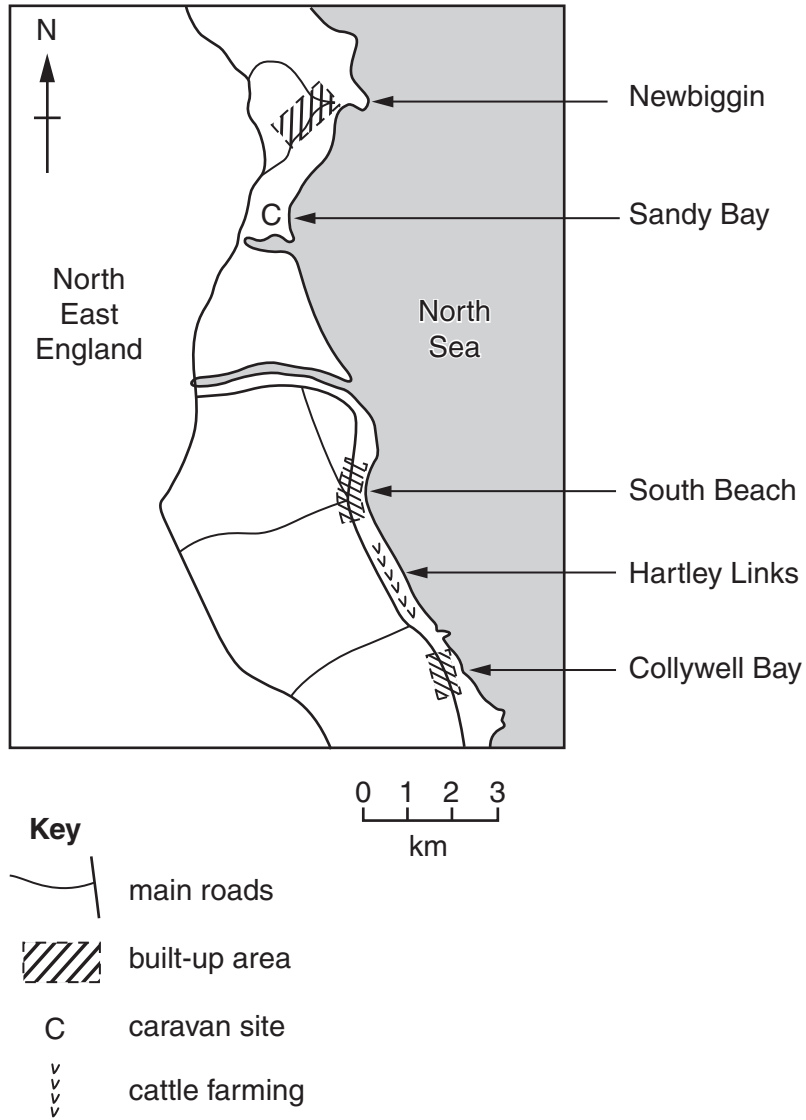 N
Newbiggin
C
Sandy Bay
North
East
England
North
Sea
South Beach
Hartley Links
Collywell Bay
0 1 2 3
km
Key
main roads
built-up area
C caravan site
cattle farming